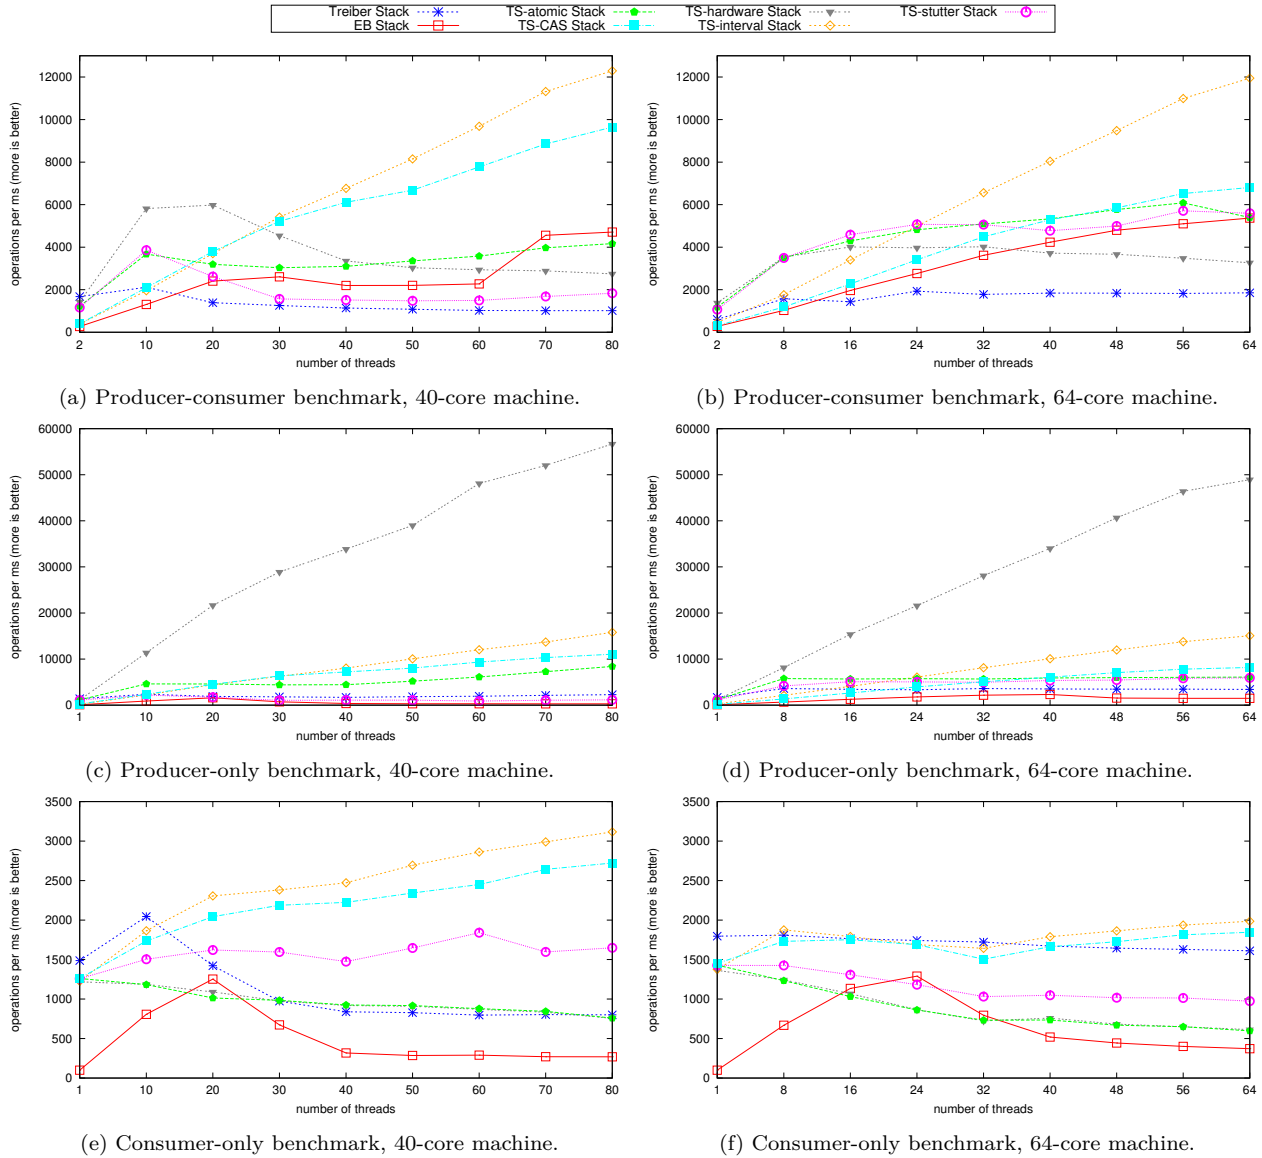 Treiber Stack TS-atomic Stack TS-hardware Stack TS-stutter Stack
EB Stack TS-CAS Stack TS-interval Stack
operations per ms (more is better)
12000
10000
8000
6000
4000
2000
0
2 10 20 30 40 50 60 70 80
number of threads
(a) Producer-consumer benchmark, 40-core machine.
operations per ms (more is better)
12000
10000
8000
6000
4000
2000
0
2 8 16 24 32 40 48 56 64
number of threads
(b) Producer-consumer benchmark, 64-core machine.
operations per ms (more is better)
60000
50000
40000
30000
20000
10000
0
1 10 20 30 40 50 60 70 80
number of threads
(c) Producer-only benchmark, 40-core machine.
operations per ms (more is better)
60000
50000
40000
30000
20000
10000
0
1 8 16 24 32 40 48 56 64
number of threads
(d) Producer-only benchmark, 64-core machine.
operations per ms (more is better)
3500
3000
2500
2000
1500
1000
500
0
1 10 20 30 40 50 60 70 80
number of threads
(e) Consumer-only benchmark, 40-core machine.
operations per ms (more is better)
3500
3000
2500
2000
1500
1000
500
0
1 8 16 24 32 40 48 56 64
number of threads
(f) Consumer-only benchmark, 64-core machine.